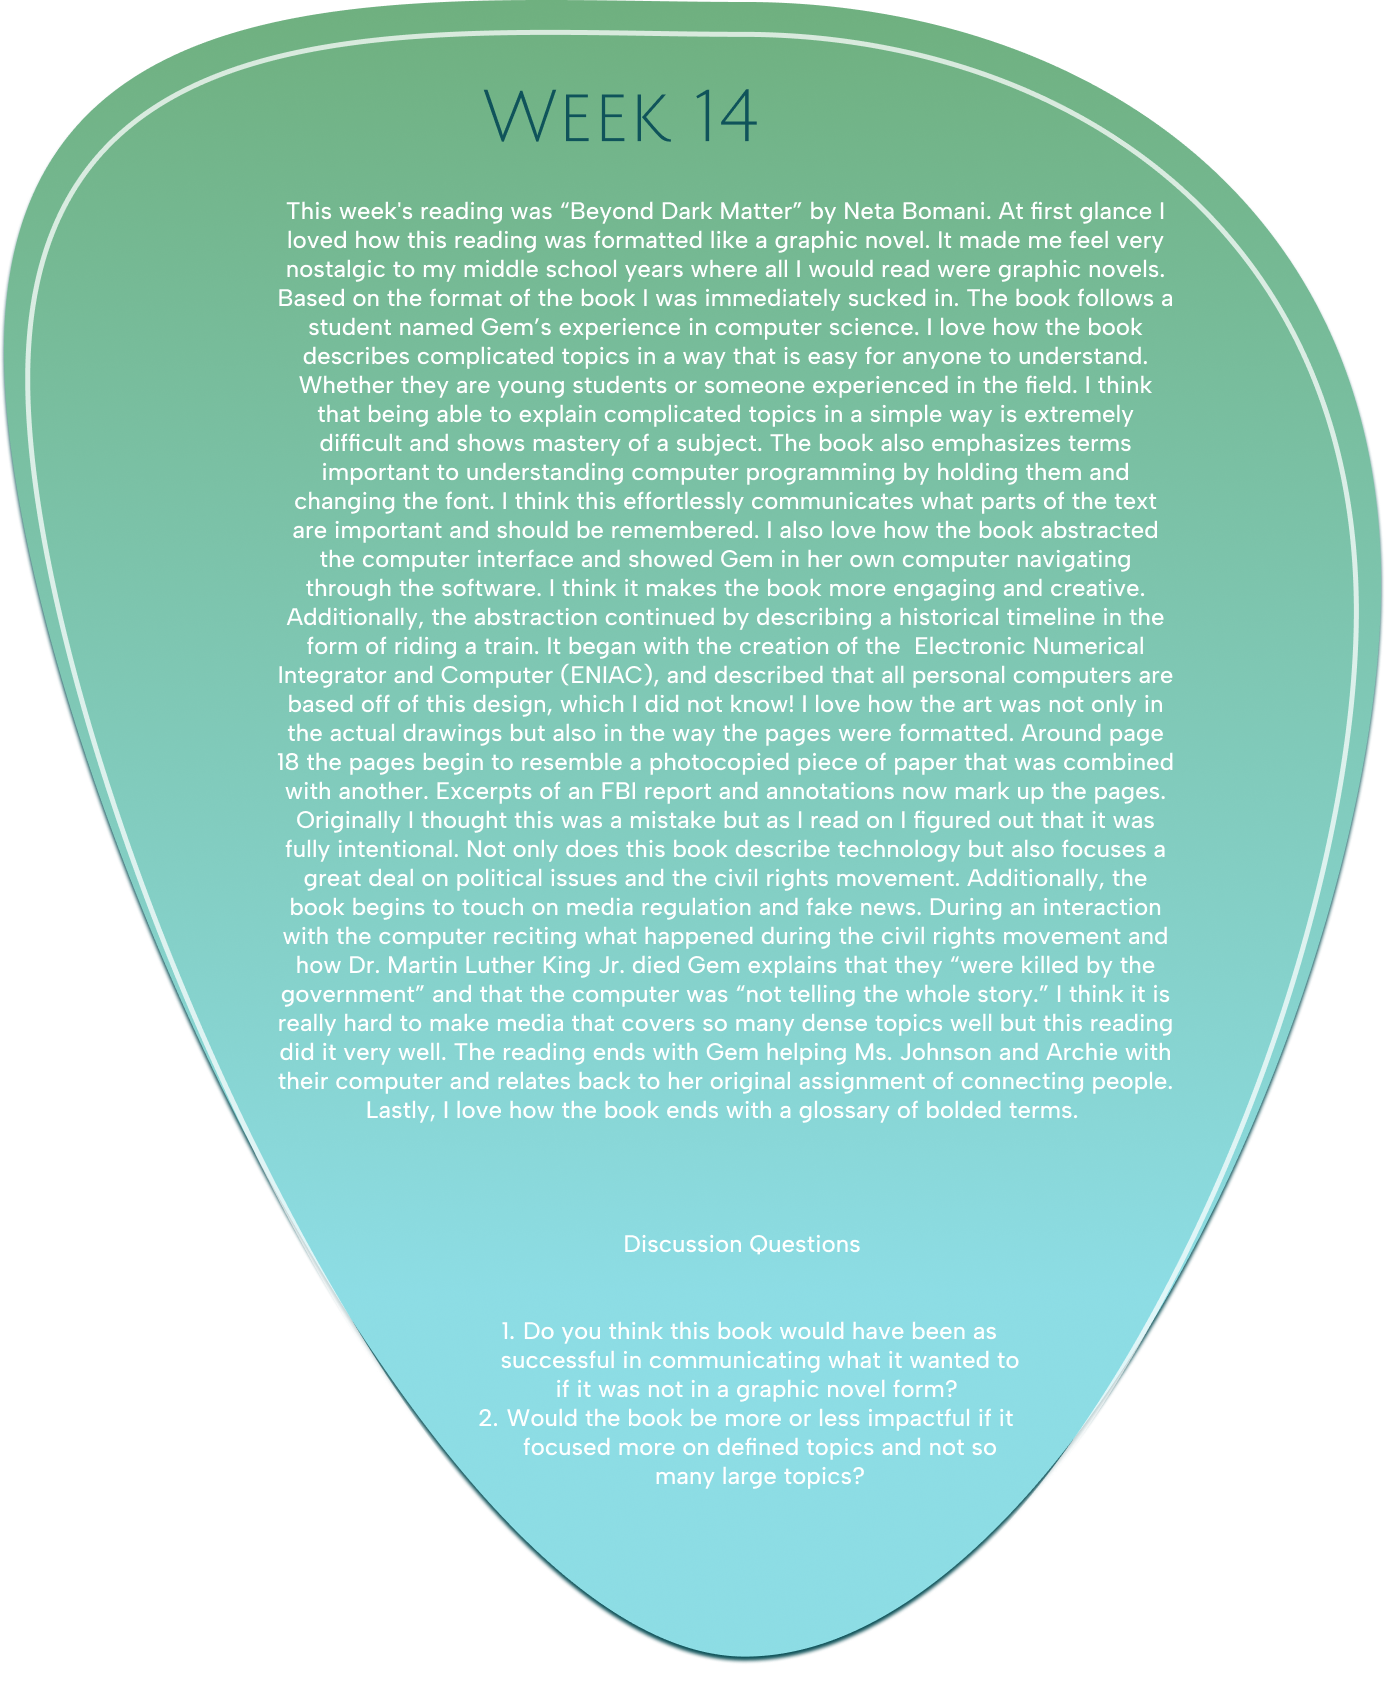 WEEK 14
This week's reading was “Beyond Dark Matter” by Neta Bomani. At first glance I
loved how this reading was formatted like a graphic novel. It made me feel very
nostalgic to my middle school years where all I would read were graphic novels.
Based on the format of the book I was immediately sucked in. The book follows a
student named Gem’s experience in computer science. I love how the book
describes complicated topics in a way that is easy for anyone to understand.
Whether they are young students or someone experienced in the field. I think
that being able to explain complicated topics in a simple way is extremely
difficult and shows mastery of a subject. The book also emphasizes terms
important to understanding computer programming by holding them and
changing the font. I think this effortlessly communicates what parts of the text
are important and should be remembered. I also love how the book abstracted
the computer interface and showed Gem in her own computer navigating
through the software. I think it makes the book more engaging and creative.
Additionally, the abstraction continued by describing a historical timeline in the
form of riding a train. It began with the creation of the  Electronic Numerical
Integrator and Computer (ENIAC), and described that all personal computers are
based off of this design, which I did not know! I love how the art was not only in
the actual drawings but also in the way the pages were formatted. Around page
18 the pages begin to resemble a photocopied piece of paper that was combined
with another. Excerpts of an FBI report and annotations now mark up the pages.
Originally I thought this was a mistake but as I read on I figured out that it was
fully intentional. Not only does this book describe technology but also focuses a
great deal on political issues and the civil rights movement. Additionally, the
book begins to touch on media regulation and fake news. During an interaction
with the computer reciting what happened during the civil rights movement and
how Dr. Martin Luther King Jr. died Gem explains that they “were killed by the
government” and that the computer was “not telling the whole story.” I think it is
really hard to make media that covers so many dense topics well but this reading
did it very well. The reading ends with Gem helping Ms. Johnson and Archie with
their computer and relates back to her original assignment of connecting people.
Lastly, I love how the book ends with a glossary of bolded terms.
Discussion Questions
1. Do you think this book would have been as
successful in communicating what it wanted to
if it was not in a graphic novel form?
2. Would the book be more or less impactful if it
focused more on defined topics and not so
many large topics?